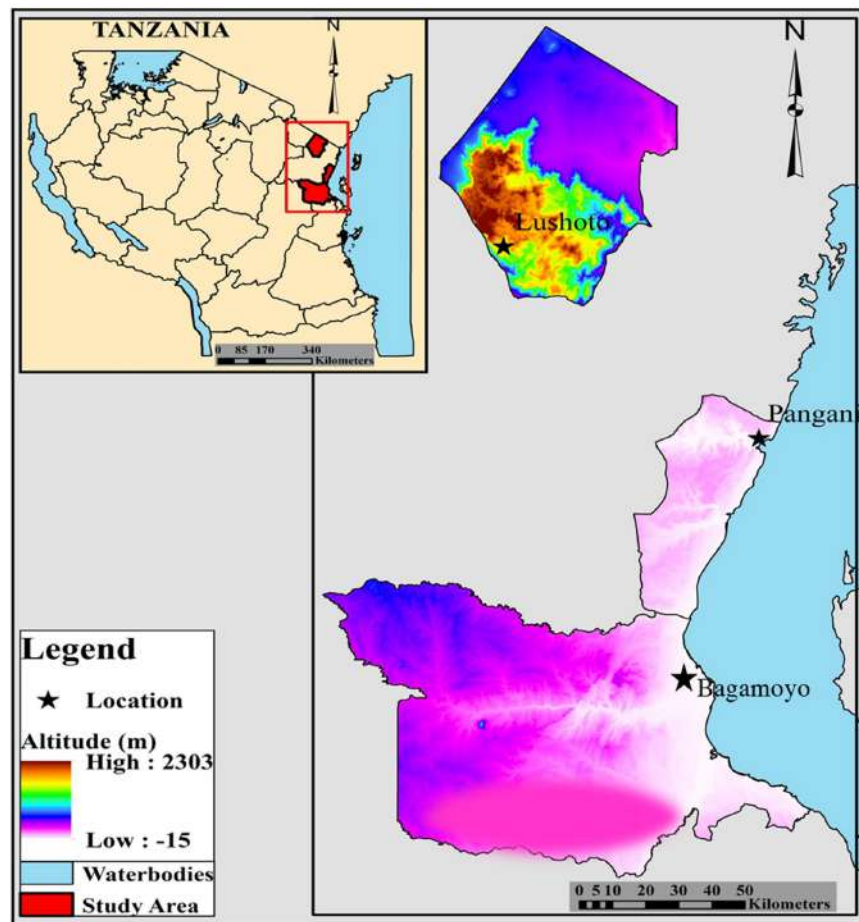 TANZANIA
N
0 85 170 340
Kilometers
N
Lushoto
Pangani
Bagamoyo
s
Legend
Location
Altitude (m)
High : 2303
Low : -15
Waterbodies
Study Area
0 5 10 20 30 40 50
Kilometers